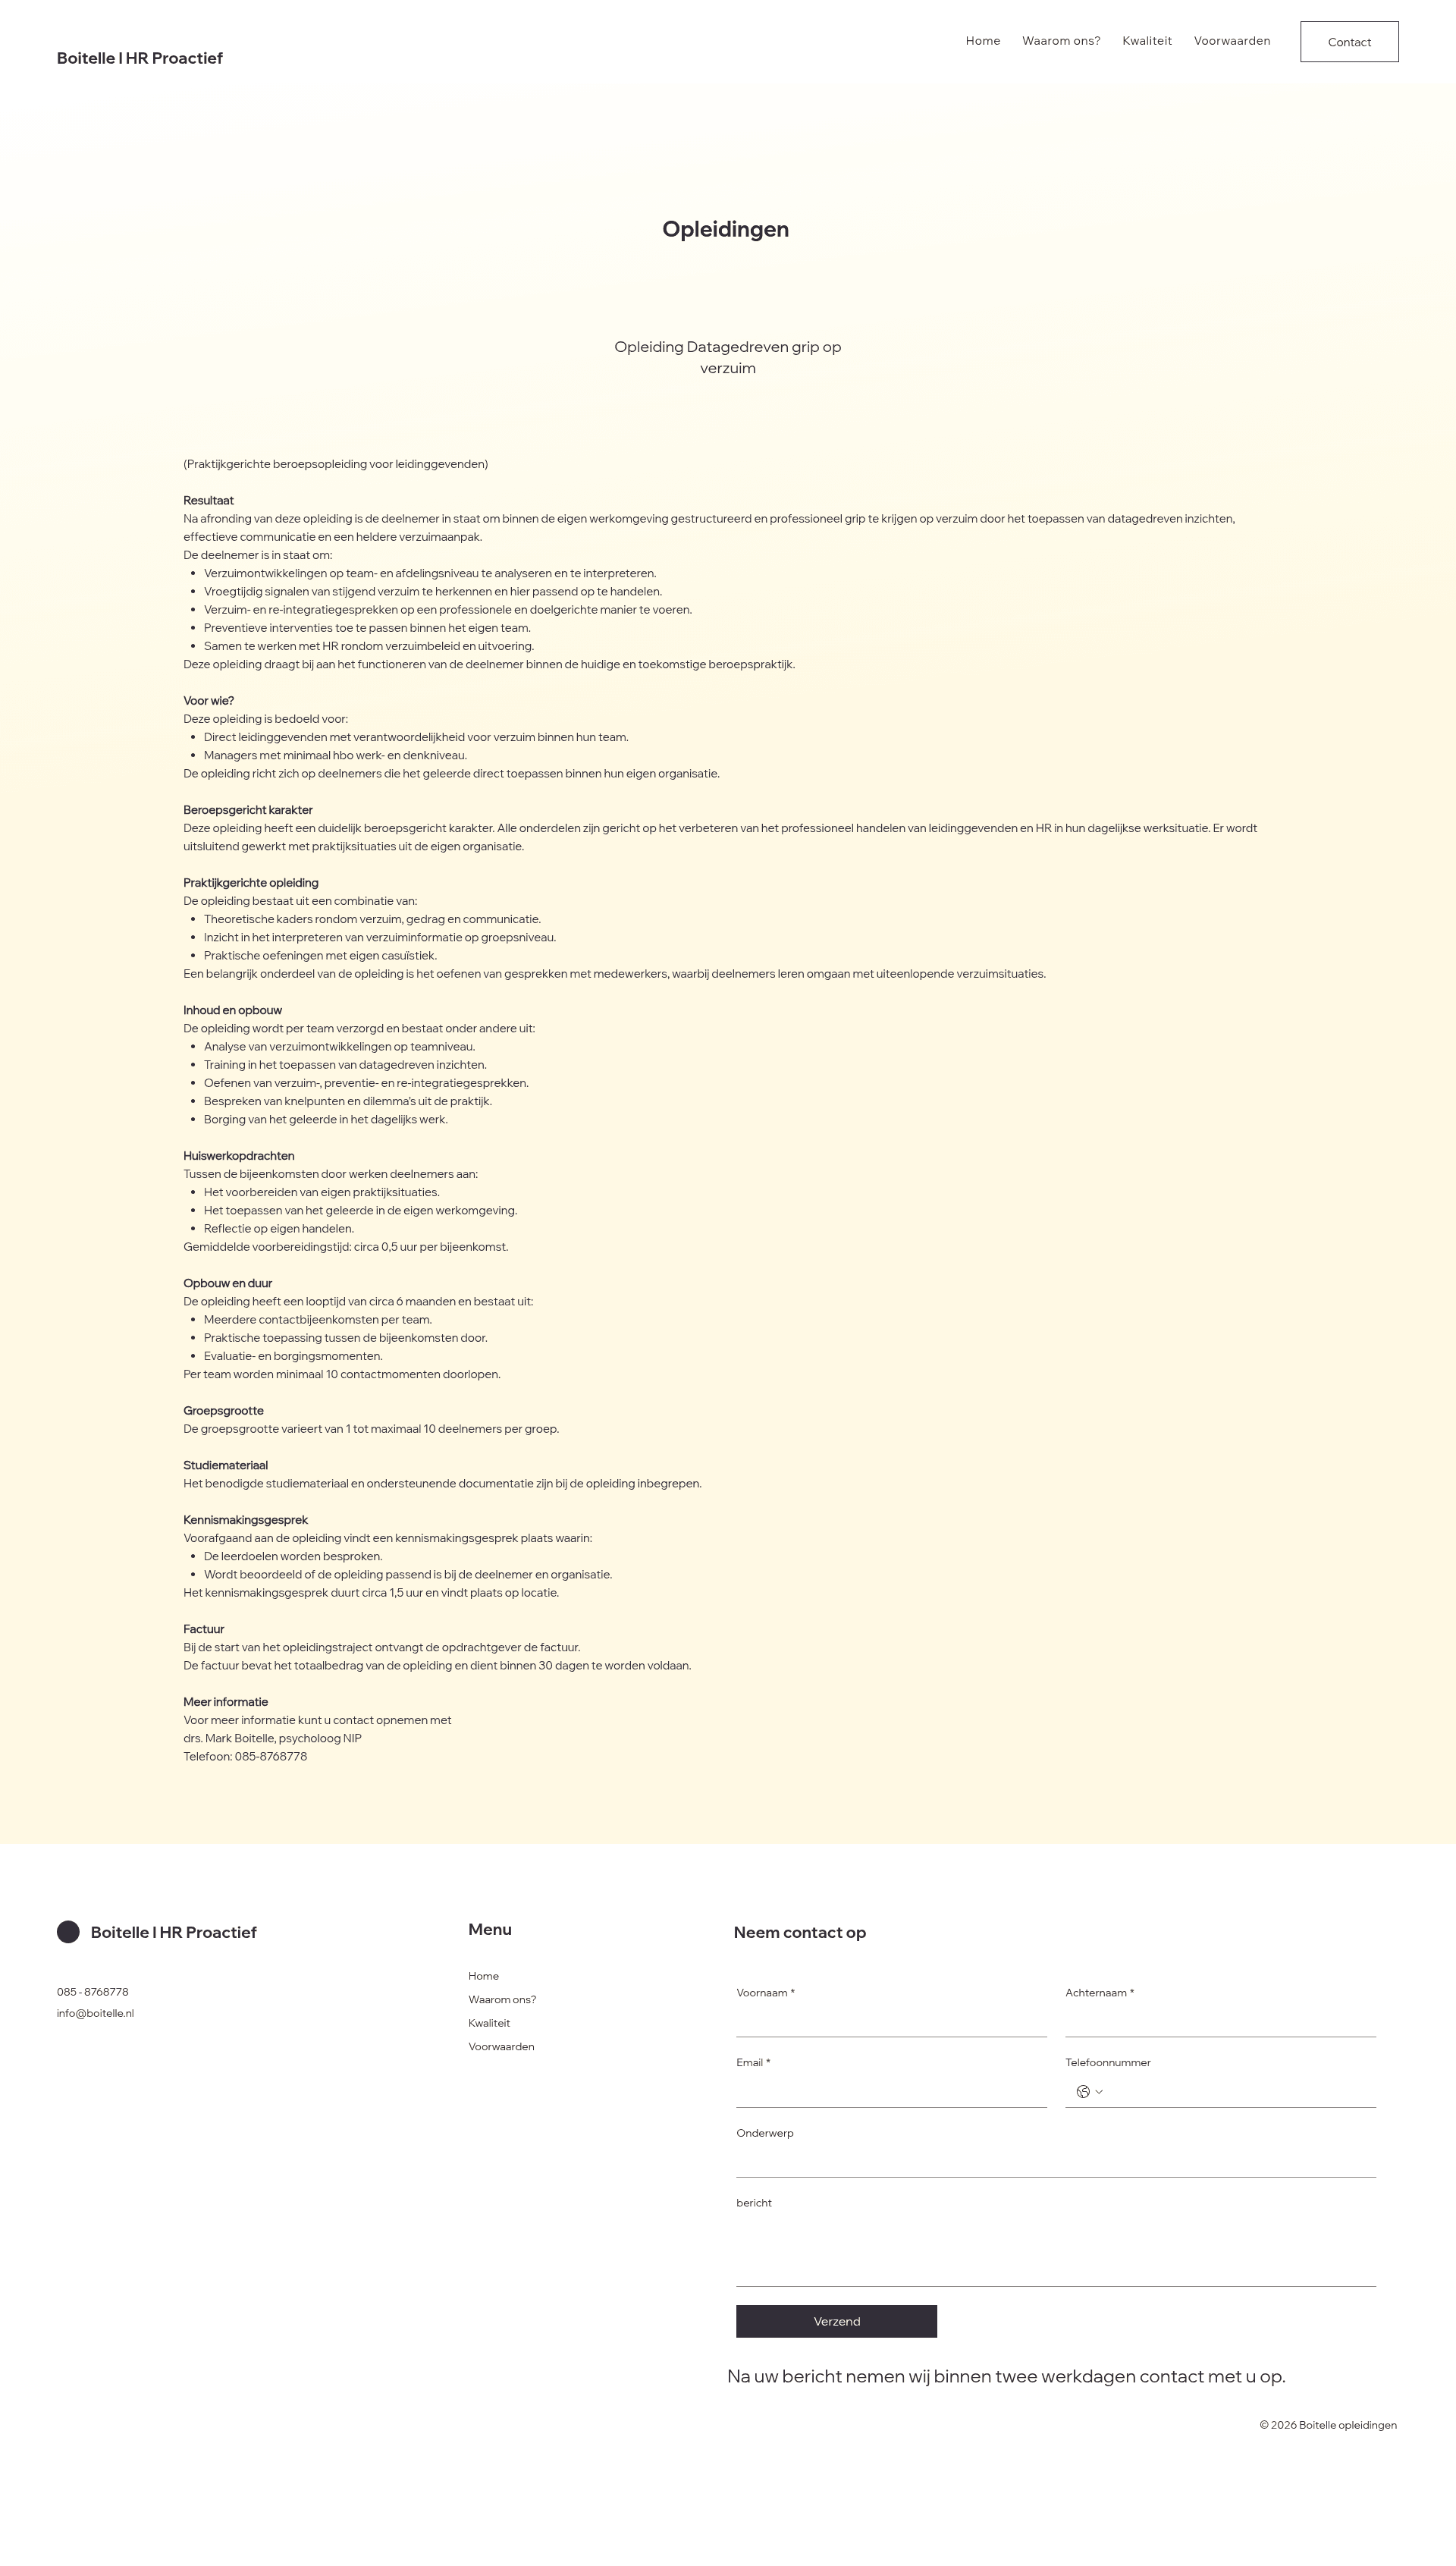 Boitelle l HR Proactief
Home
Waarom ons?
Kwaliteit
Voorwaarden
Contact
Opleidingen
Opleiding Datagedreven grip op
verzuim
(Praktijkgerichte beroepsopleiding voor leidinggevenden)
Resultaat
Na afronding van deze opleiding is de deelnemer in staat om binnen de eigen werkomgeving gestructureerd en professioneel grip te krijgen op verzuim door het toepassen van datagedreven inzichten,
effectieve communicatie en een heldere verzuimaanpak.
De deelnemer is in staat om:
• Verzuimontwikkelingen op team- en afdelingsniveau te analyseren en te interpreteren.
• Vroegtijdig signalen van stijgend verzuim te herkennen en hier passend op te handelen.
• Verzuim- en re-integratiegesprekken op een professionele en doelgerichte manier te voeren.
• Preventieve interventies toe te passen binnen het eigen team.
• Samen te werken met HR rondom verzuimbeleid en uitvoering.
Deze opleiding draagt bij aan het functioneren van de deelnemer binnen de huidige en toekomstige beroepspraktijk.
Voor wie?
Deze opleiding is bedoeld voor:
• Direct leidinggevenden met verantwoordelijkheid voor verzuim binnen hun team.
• Managers met minimaal hbo werk- en denkniveau.
De opleiding richt zich op deelnemers die het geleerde direct toepassen binnen hun eigen organisatie.
Beroepsgericht karakter
Deze opleiding heeft een duidelijk beroepsgericht karakter. Alle onderdelen zijn gericht op het verbeteren van het professioneel handelen van leidinggevenden en HR in hun dagelijkse werksituatie. Er wordt
uitsluitend gewerkt met praktijksituaties uit de eigen organisatie.
Praktijkgerichte opleiding
De opleiding bestaat uit een combinatie van:
• Theoretische kaders rondom verzuim, gedrag en communicatie.
• Inzicht in het interpreteren van verzuiminformatie op groepsniveau.
• Praktische oefeningen met eigen casuïstiek.
Een belangrijk onderdeel van de opleiding is het oefenen van gesprekken met medewerkers, waarbij deelnemers leren omgaan met uiteenlopende verzuimsituaties.
Inhoud en opbouw
De opleiding wordt per team verzorgd en bestaat onder andere uit:
• Analyse van verzuimontwikkelingen op teamniveau.
• Training in het toepassen van datagedreven inzichten.
• Oefenen van verzuim-, preventie- en re-integratiegesprekken.
• Bespreken van knelpunten en dilemma's uit de praktijk.
• Borging van het geleerde in het dagelijks werk.
Huiswerkopdrachten
Tussen de bijeenkomsten door werken deelnemers aan:
• Het voorbereiden van eigen praktijksituaties.
• Het toepassen van het geleerde in de eigen werkomgeving.
• Reflectie op eigen handelen.
Gemiddelde voorbereidingstijd: circa 0,5 uur per bijeenkomst.
Opbouw en duur
De opleiding heeft een looptijd van circa 6 maanden en bestaat uit:
• Meerdere contactbijeenkomsten per team.
• Praktische toepassing tussen de bijeenkomsten door.
• Evaluatie- en borgingsmomenten.
Per team worden minimaal 10 contactmomenten doorlopen.
Groepsgrootte
De groepsgrootte varieert van 1 tot maximaal 10 deelnemers per groep.
Studiemateriaal
Het benodigde studiemateriaal en ondersteunende documentatie zijn bij de opleiding inbegrepen.
Kennismakingsgesprek
Voorafgaand aan de opleiding vindt een kennismakingsgesprek plaats waarin:
• De leerdoelen worden besproken.
• Wordt beoordeeld of de opleiding passend is bij de deelnemer en organisatie.
Het kennismakingsgesprek duurt circa 1,5 uur en vindt plaats op locatie.
Factuur
Bij de start van het opleidingstraject ontvangt de opdrachtgever de factuur.
De factuur bevat het totaalbedrag van de opleiding en dient binnen 30 dagen te worden voldaan.
Meer informatie
Voor meer informatie kunt u contact opnemen met
drs. Mark Boitelle, psycholoog NIP
Telefoon: 085-8768778
Boitelle l HR Proactief
085 - 8768778
info@boitelle.nl
Menu
Home
Waarom ons?
Kwaliteit
Voorwaarden
Neem contact op
Voornaam *
Achternaam *
Email *
Telefoonnummer
Onderwerp
bericht
Verzend
Na uw bericht nemen wij binnen twee werkdagen contact met u op.
© 2026 Boitelle opleidingen